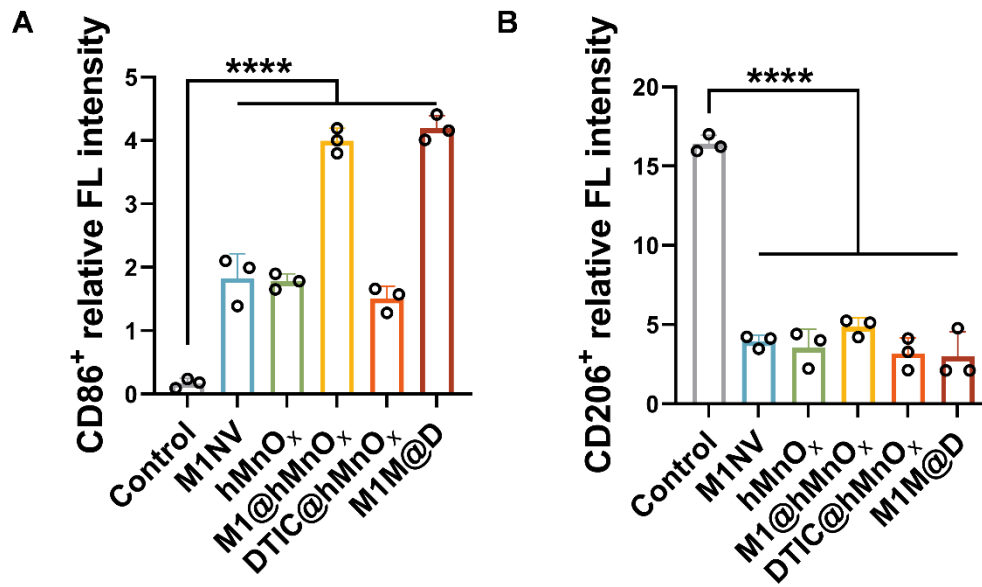 A
CD86⁺ relative FL intensity
5
4
3
2
1
0
****
Control
M1NV
hMnOₓ
M1@hMnOₓ
DTIC@hMnOₓ
M1M@D
B
CD206⁺ relative FL intensity
20
15
10
5
0
****
Control
M1NV
hMnOₓ
M1@hMnOₓ
DTIC@hMnOₓ
M1M@D